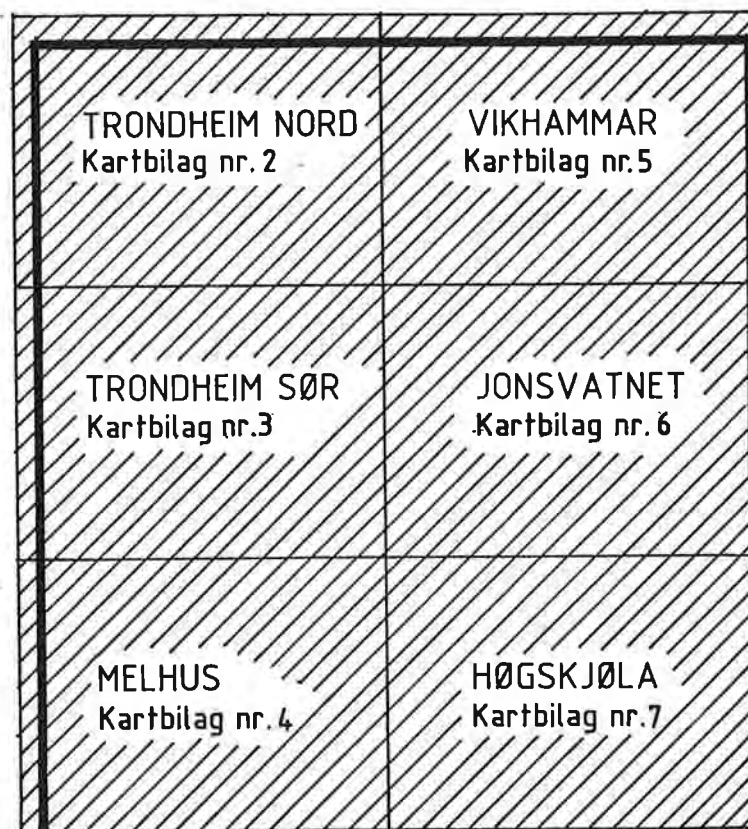 TRONDHEIM NORD
Kartbilag nr. 2
VIKHAMMAR
Kartbilag nr. 5
TRONDHEIM SØR
Kartbilag nr. 3
JONSVATNET
Kartbilag nr. 6
MELHUS
Kartbilag nr. 4
HØGSKJØLA
Kartbilag nr. 7